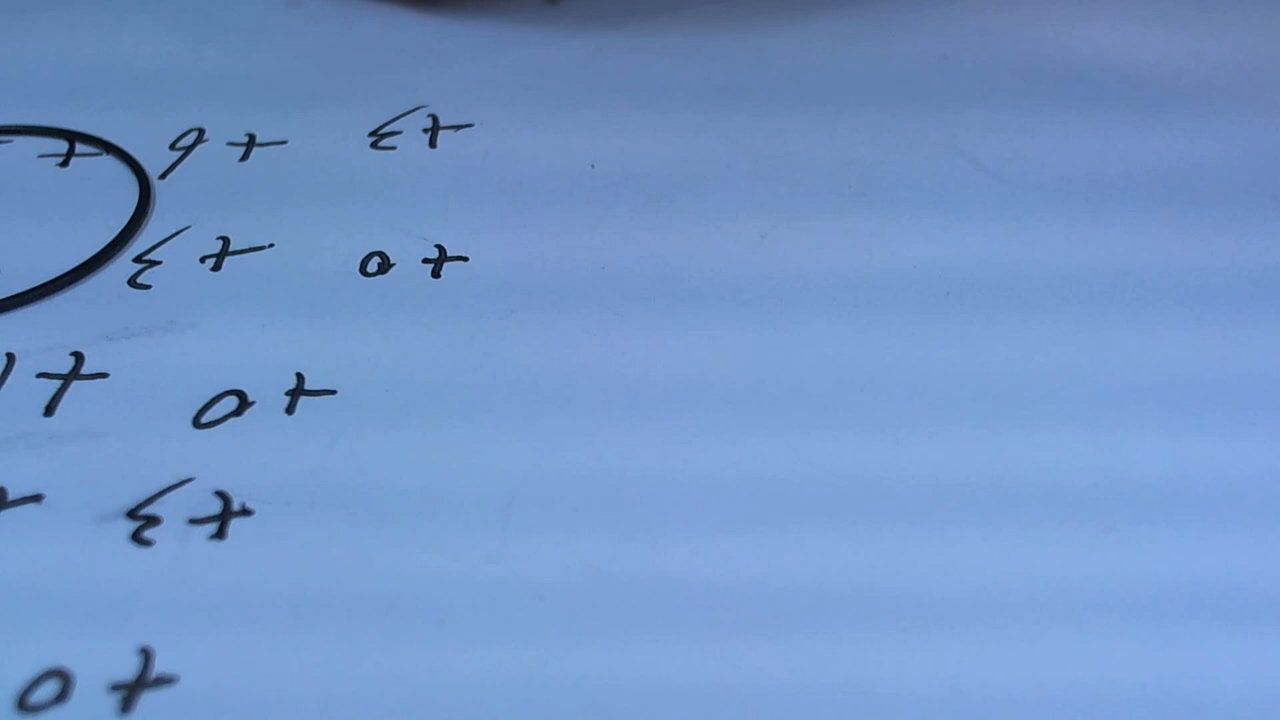 +0
+3
+0 +
+0 +3
+3 +6 +